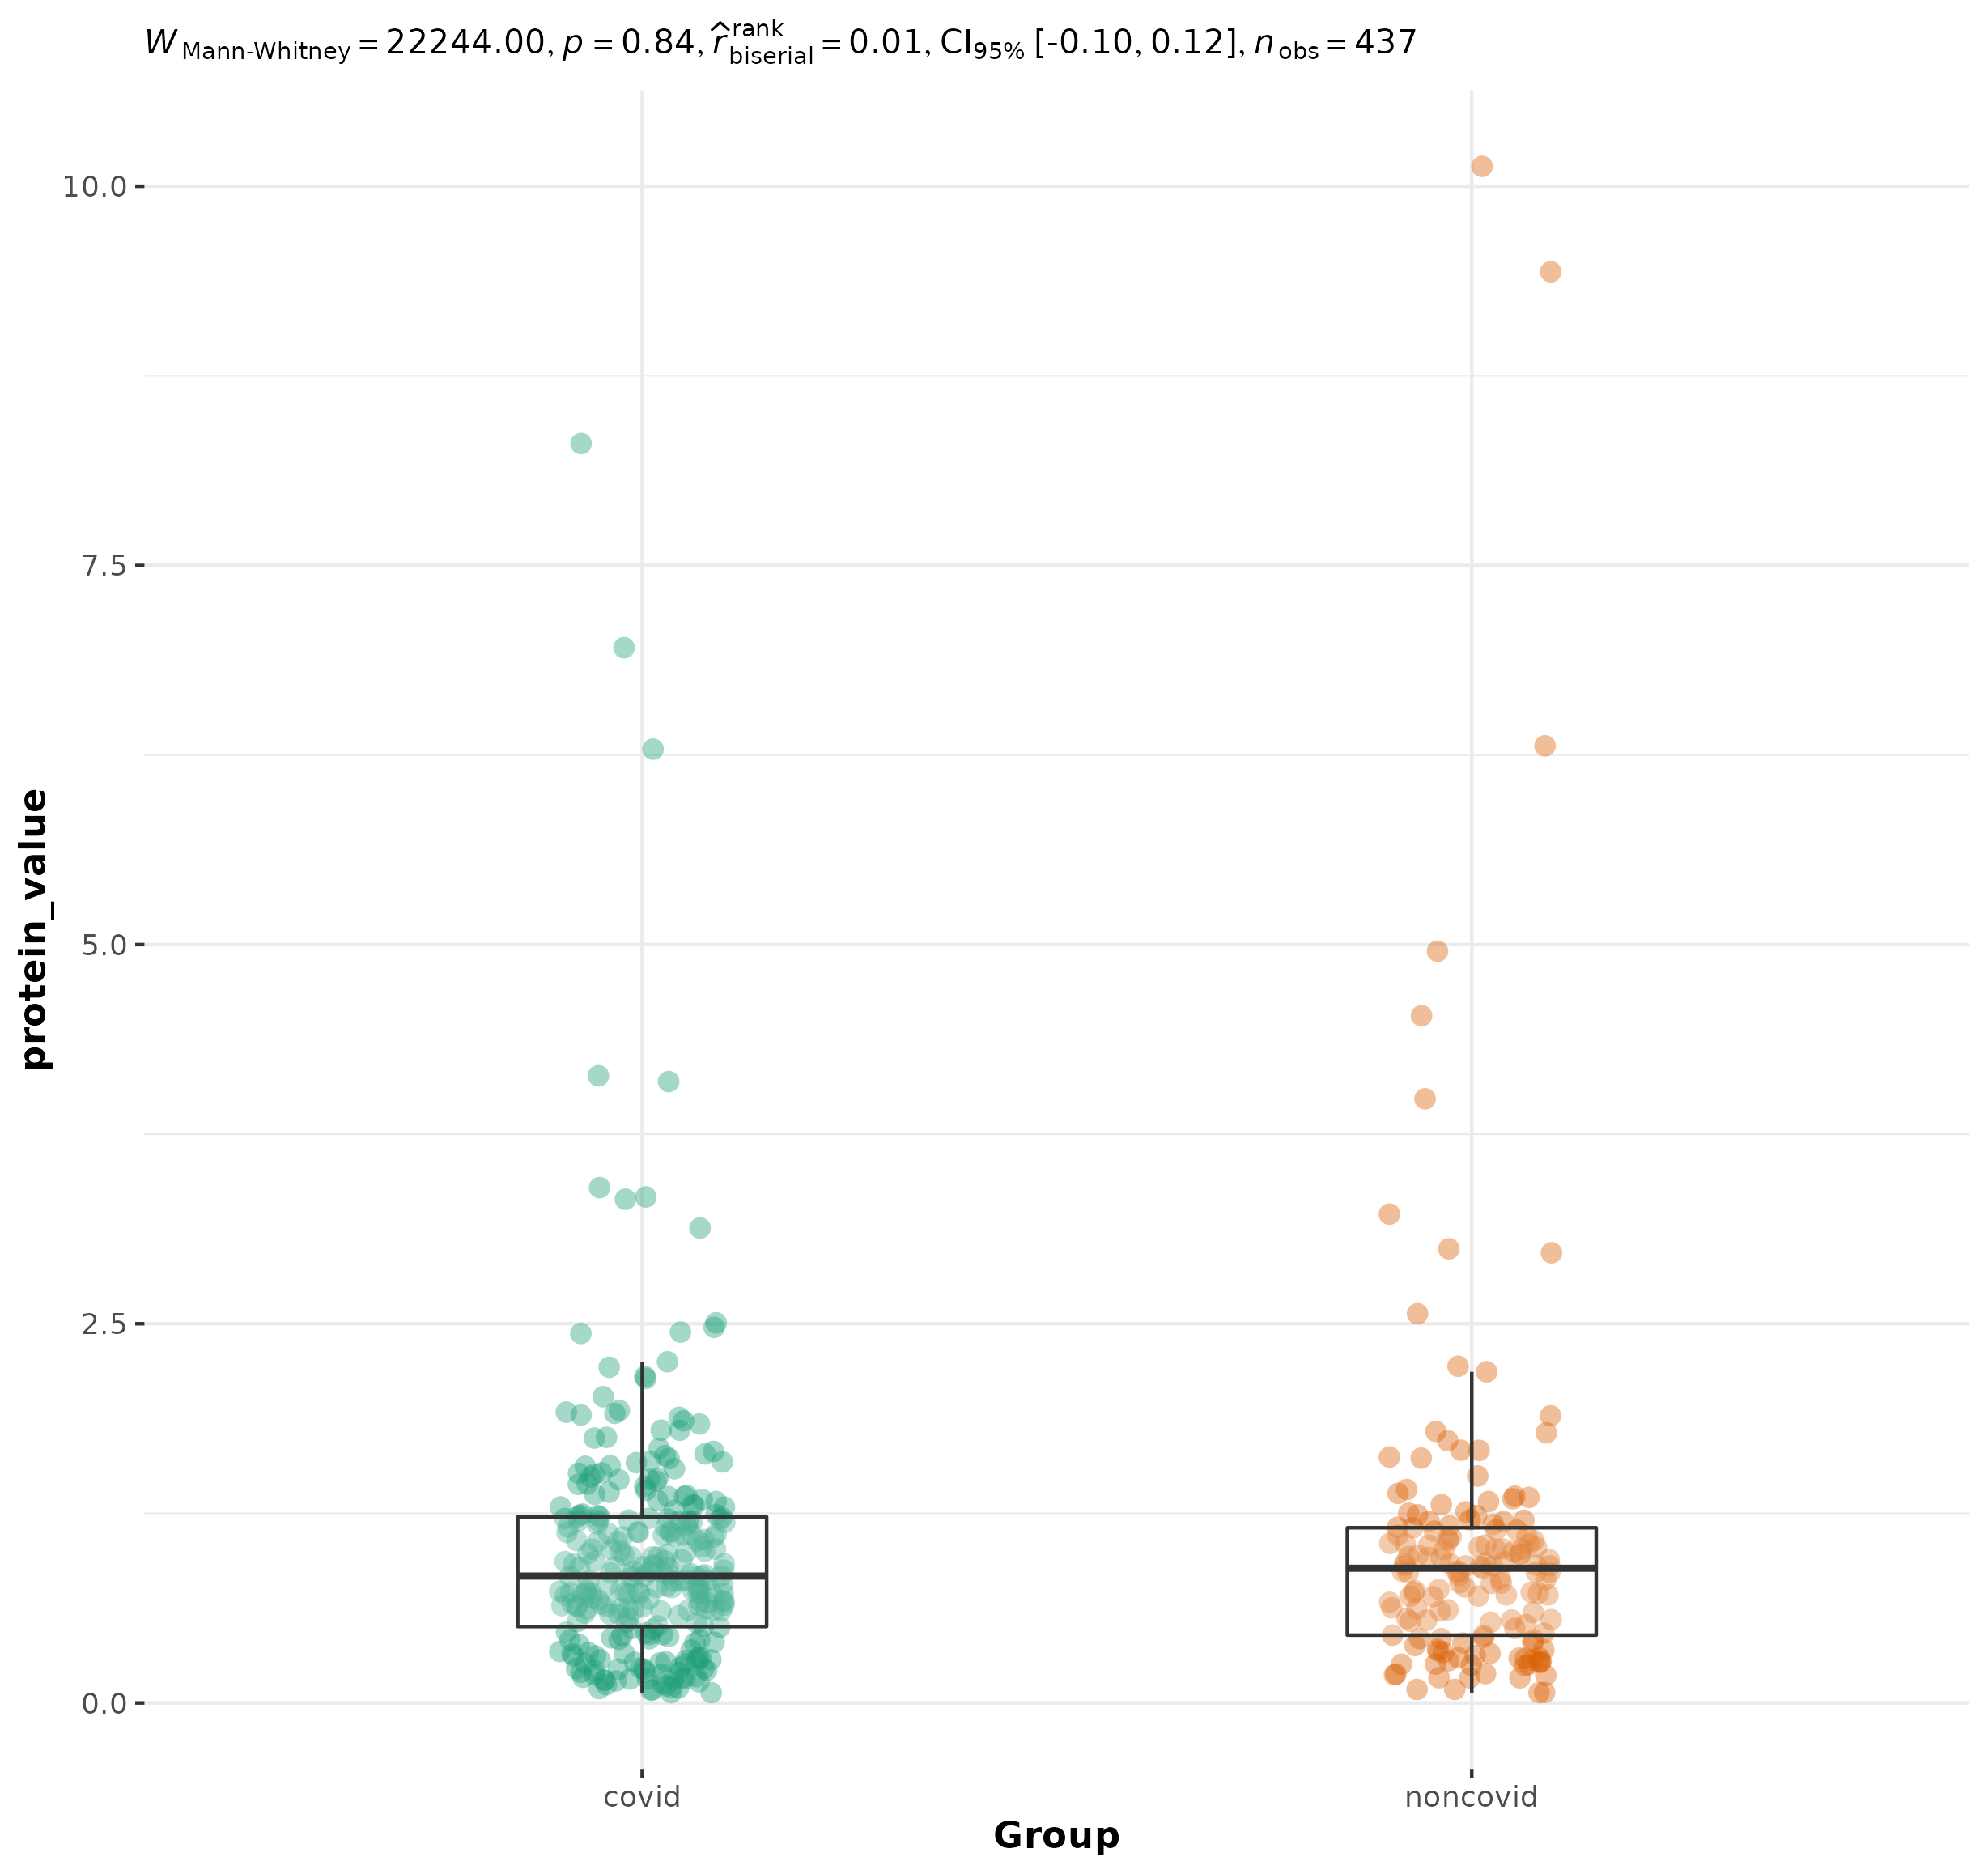 W Mann-Whitney = 22244.00, p = 0.84, r̂ rank biserial = 0.01, CI95% [-0.10, 0.12], n obs = 437
10.0
7.5
5.0
2.5
0.0
protein_value
covid noncovid
Group